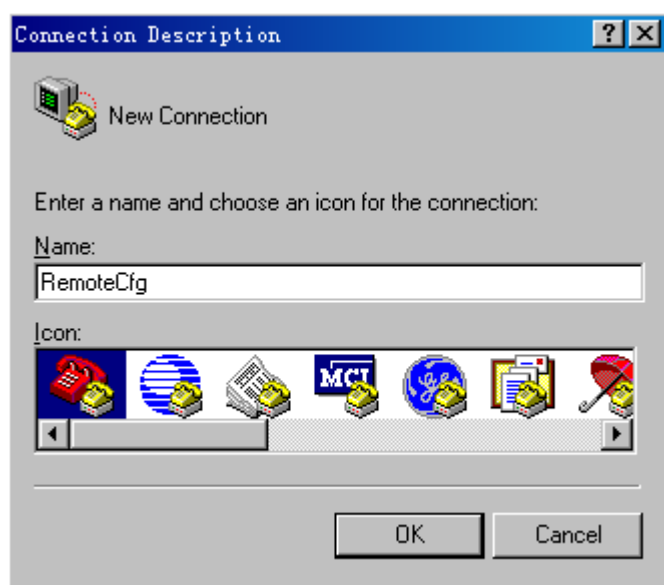 Connection Description
New Connection
Enter a name and choose an icon for the connection:
Name:
RemoteCfg
Icon:
MCI
OK
Cancel